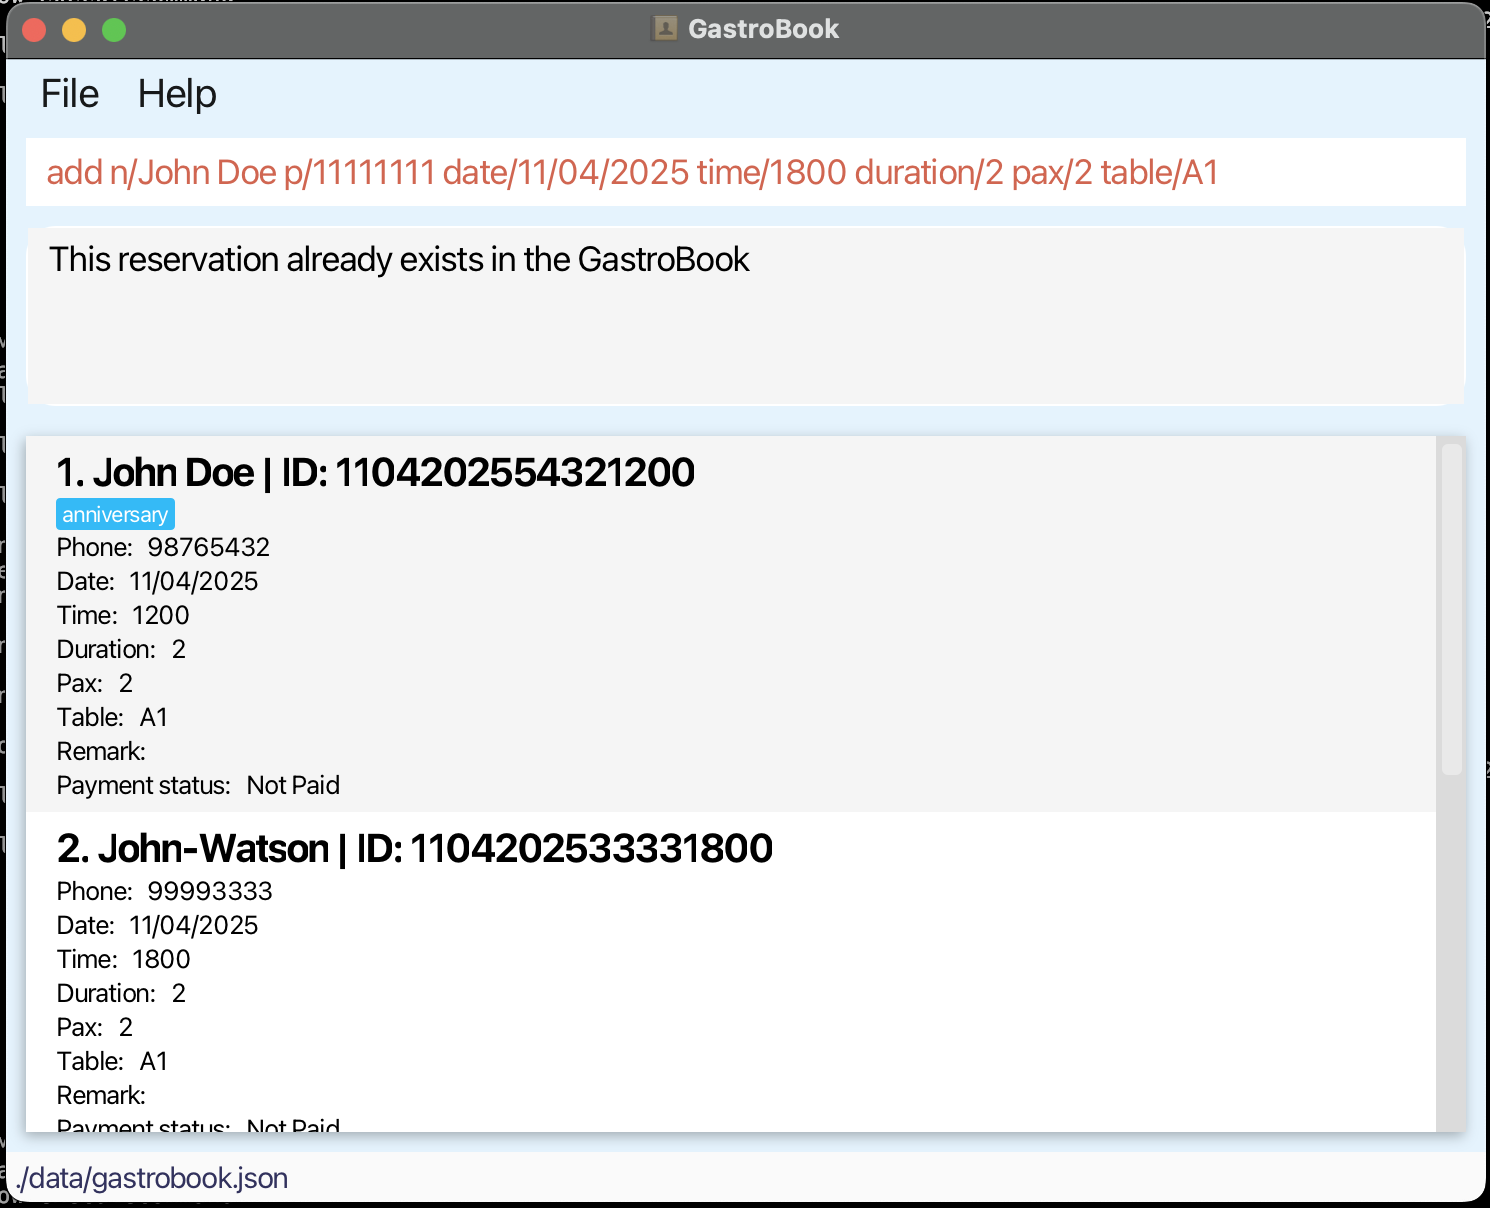 GastroBook
File Help
add n/John Doe p/11111111 date/11/04/2025 time/1800 duration/2 pax/2 table/A1
This reservation already exists in the GastroBook
1. John Doe | ID: 1104202554321200
anniversary
Phone: 98765432
Date: 11/04/2025
Time: 1200
Duration: 2
Pax: 2
Table: A1
Remark:
Payment status: Not Paid
2. John-Watson | ID: 1104202533331800
Phone: 99993333
Date: 11/04/2025
Time: 1800
Duration: 2
Pax: 2
Table: A1
Remark:
Payment status: Not Paid
./data/gastrobook.json